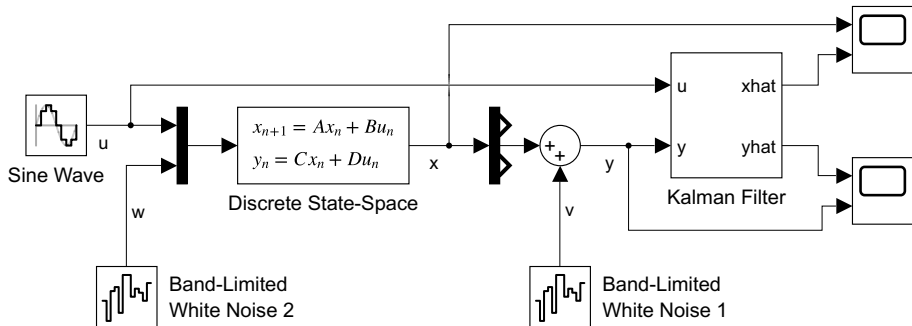 u
Sine Wave
w
x_{n+1} = Ax_n + Bu_n
y_n = Cx_n + Du_n
Discrete State-Space
x
+
+
v
y
u
y
xhat
yhat
Kalman Filter
Band-Limited
White Noise 2
Band-Limited
White Noise 1